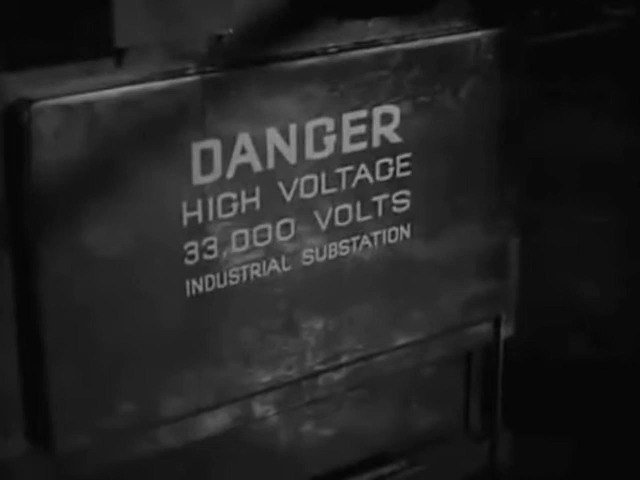 DANGER
HIGH VOLTAGE
33,000 VOLTS
INDUSTRIAL SUBSTATION